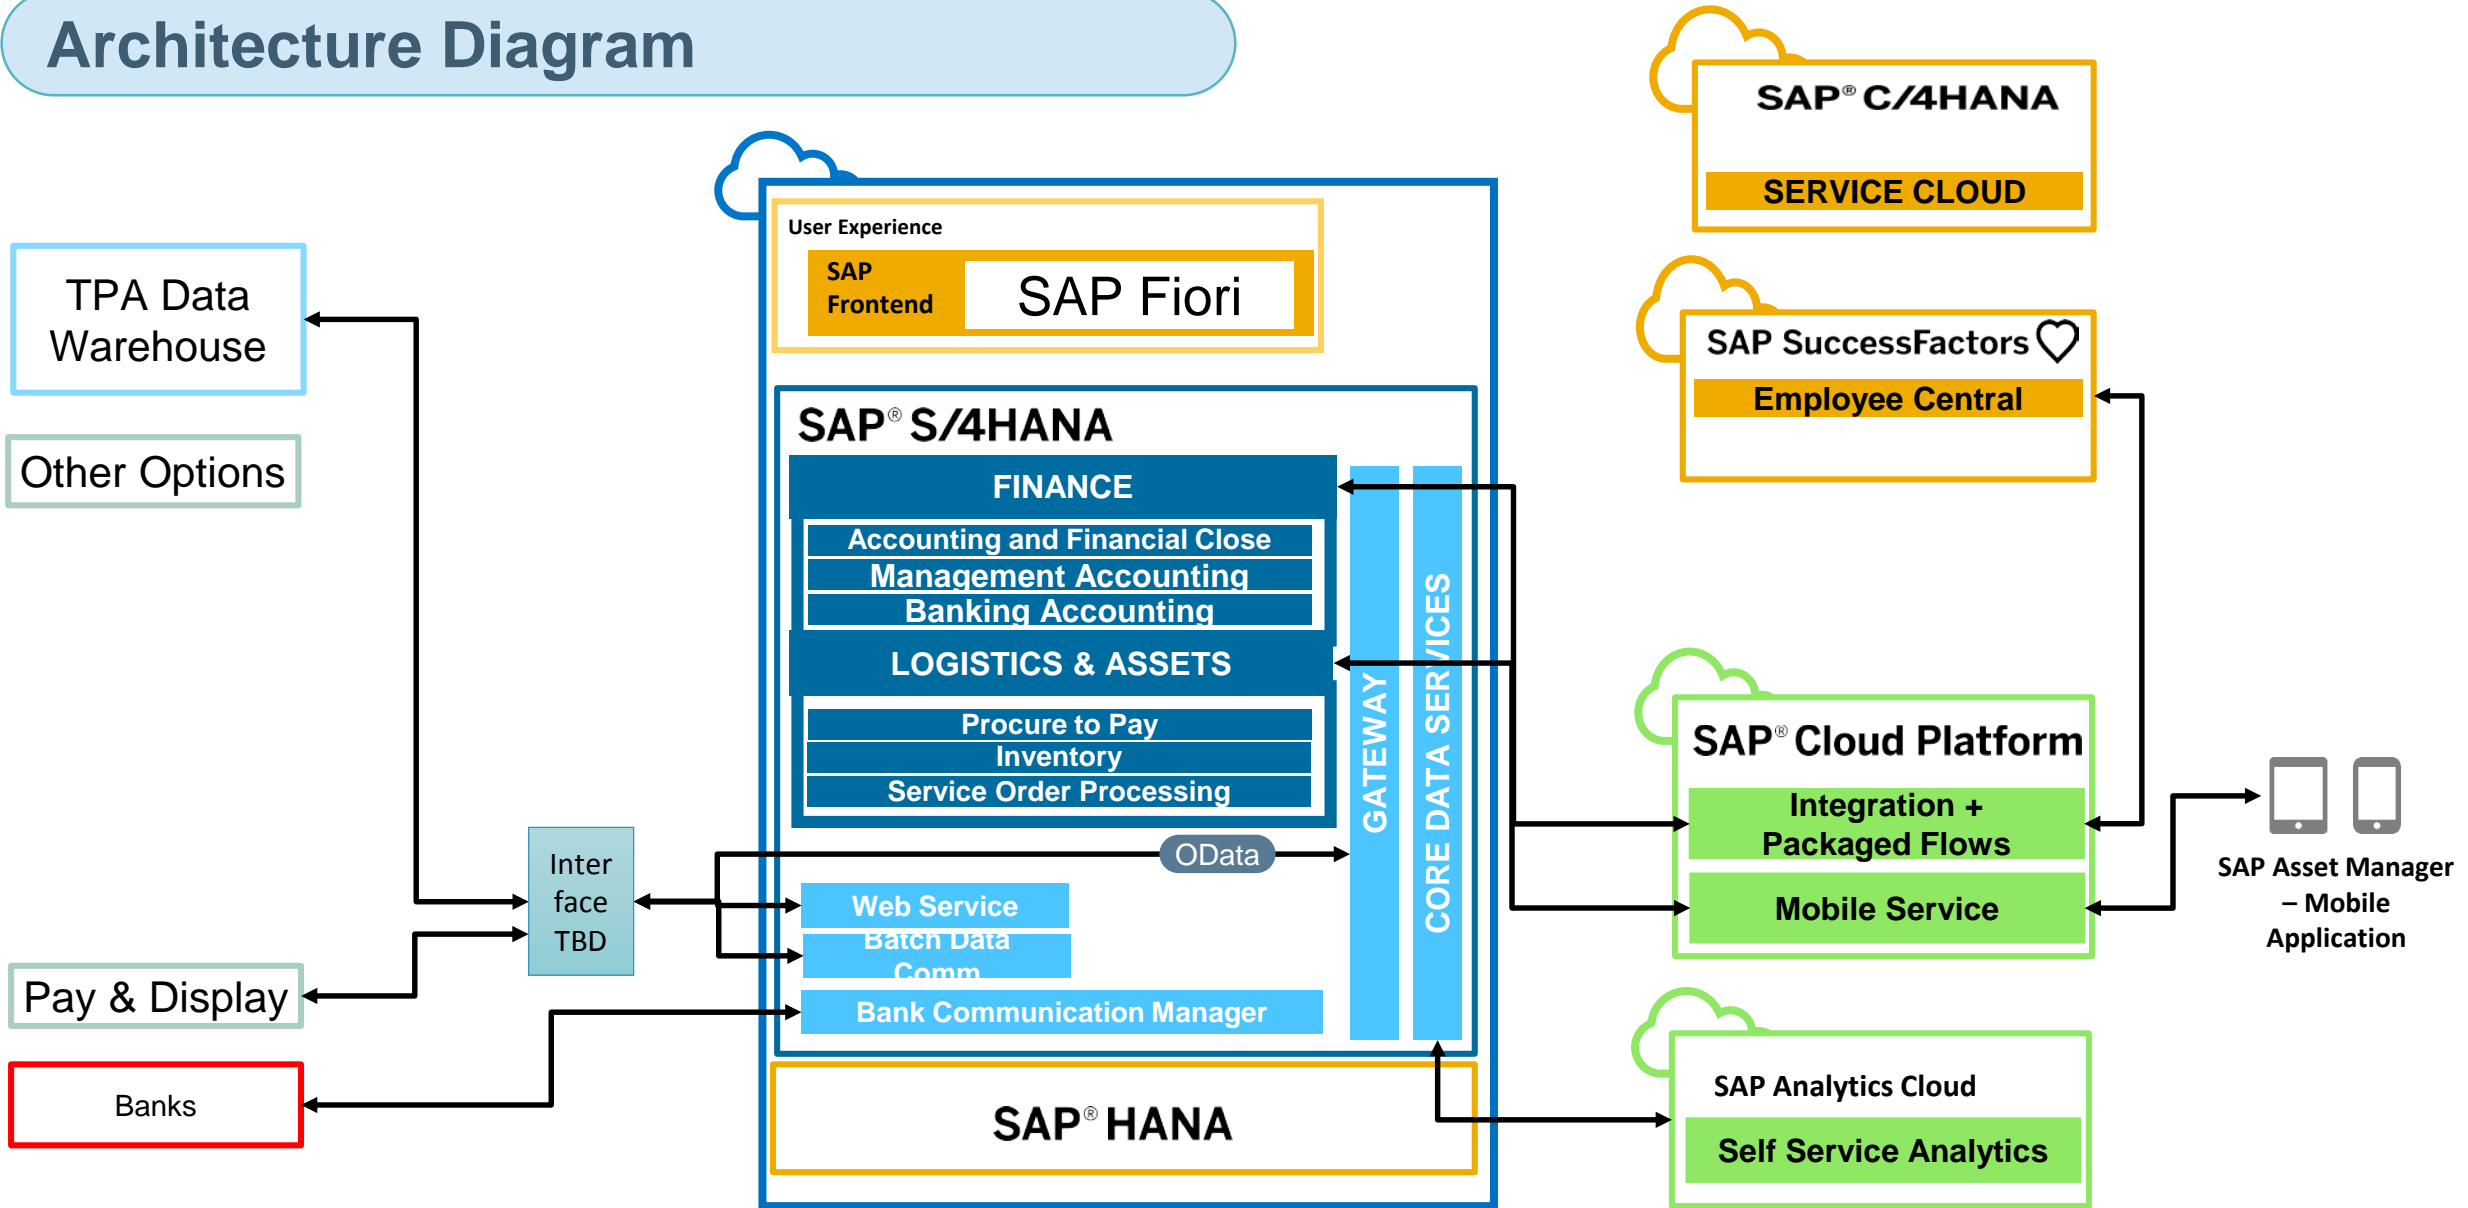 Architecture Diagram
SAP® C/4HANA
SERVICE CLOUD
User Experience
SAP
Frontend
SAP Fiori
TPA Data
Warehouse
Other Options
SAP SuccessFactors
Employee Central
SAP® S/4HANA
FINANCE
Accounting and Financial Close
Management Accounting
Banking Accounting
LOGISTICS & ASSETS
Procure to Pay
Inventory
Service Order Processing
GATEWAY
CORE DATA SERVICES
OData
Web Service
Batch Data
Comm
Bank Communication Manager
SAP® HANA
Inter
face
TBD
Pay & Display
Banks
SAP® Cloud Platform
Integration +
Packaged Flows
Mobile Service
SAP Asset Manager
– Mobile
Application
SAP Analytics Cloud
Self Service Analytics